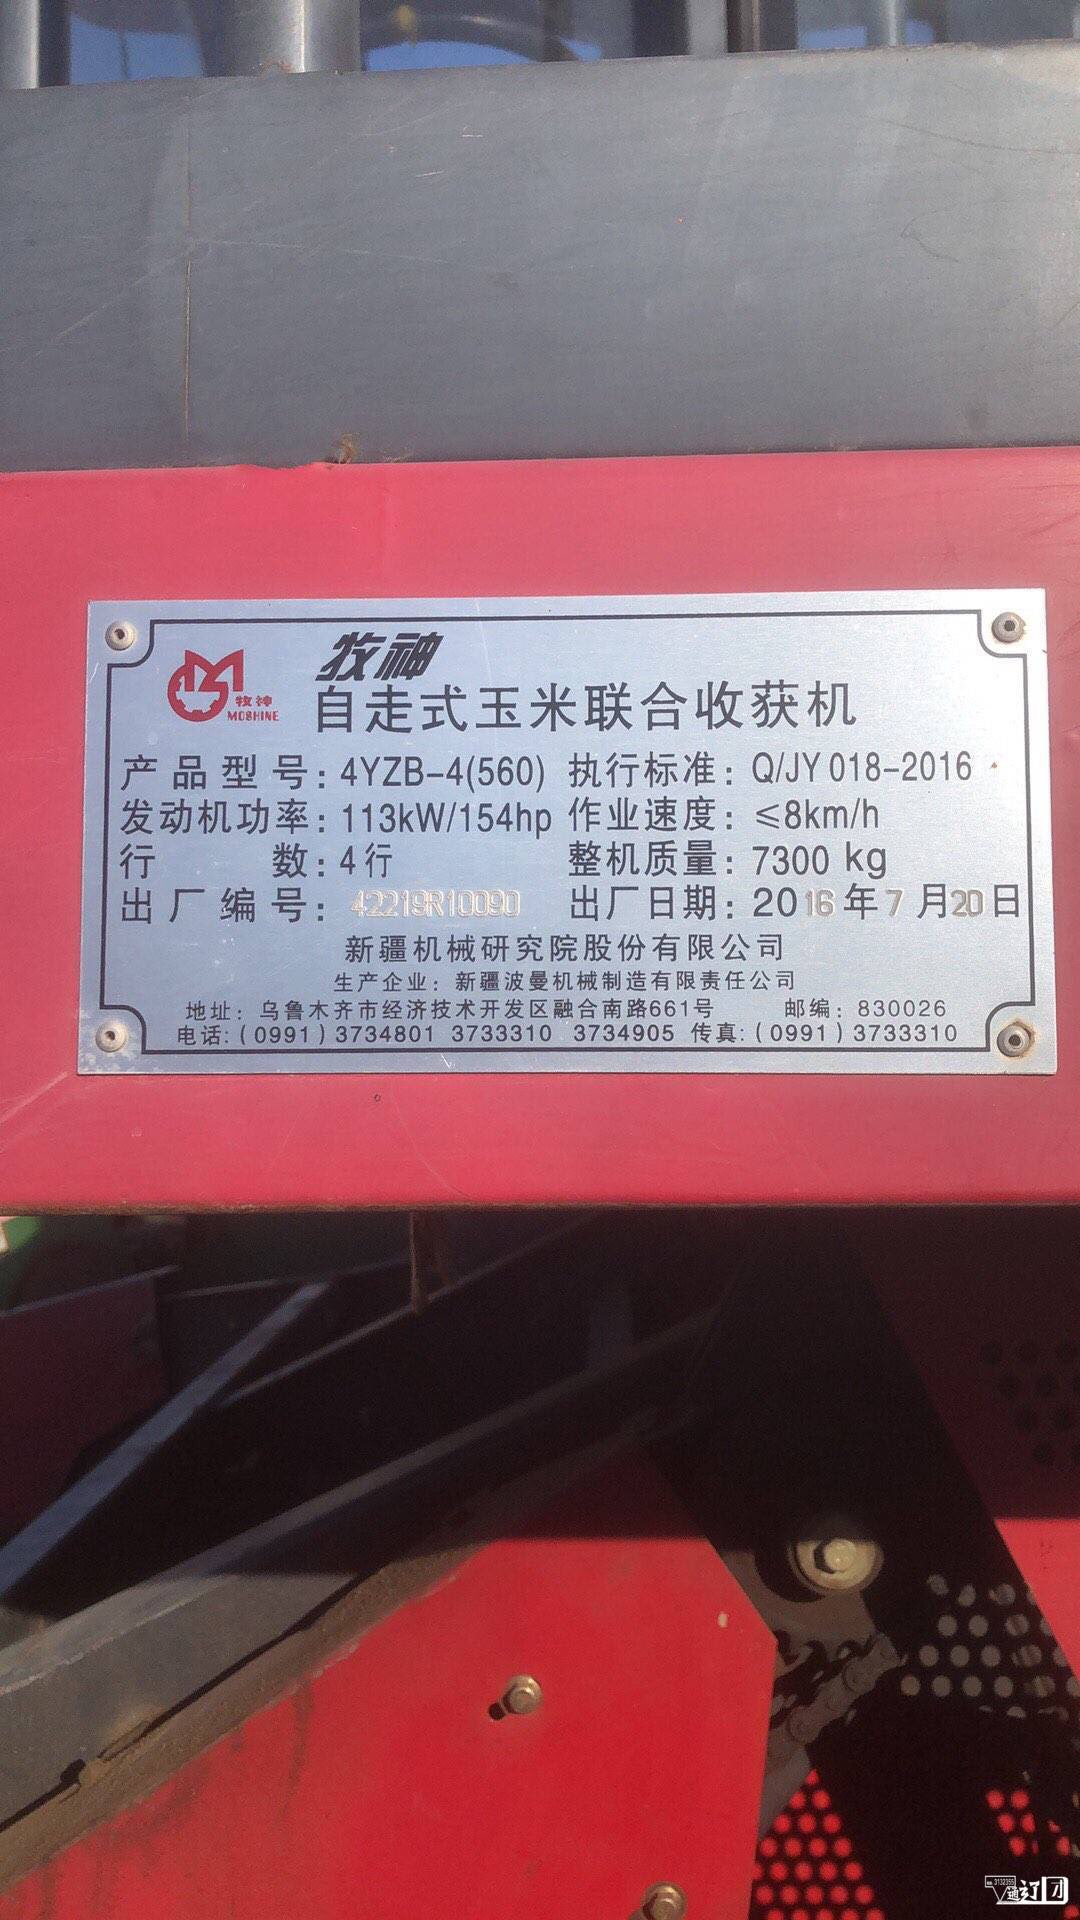 牧神
牧神
MOSHINE
自走式玉米联合收获机
产品型号：4YZB-4(560) 执行标准：Q/JY 018-2016
发动机功率：113kW/154hp 作业速度：≤8km/h
行数：4行 整机质量：7300 kg
出厂编号：42219R10090 出厂日期：2016年7月20日
新疆机械研究院股份有限公司
生产企业：新疆波曼机械制造有限责任公司
地址：乌鲁木齐市经济技术开发区融合南路661号 邮编：830026
电话：(0991) 3734801 3733310 3734905 传真：(0991) 3733310